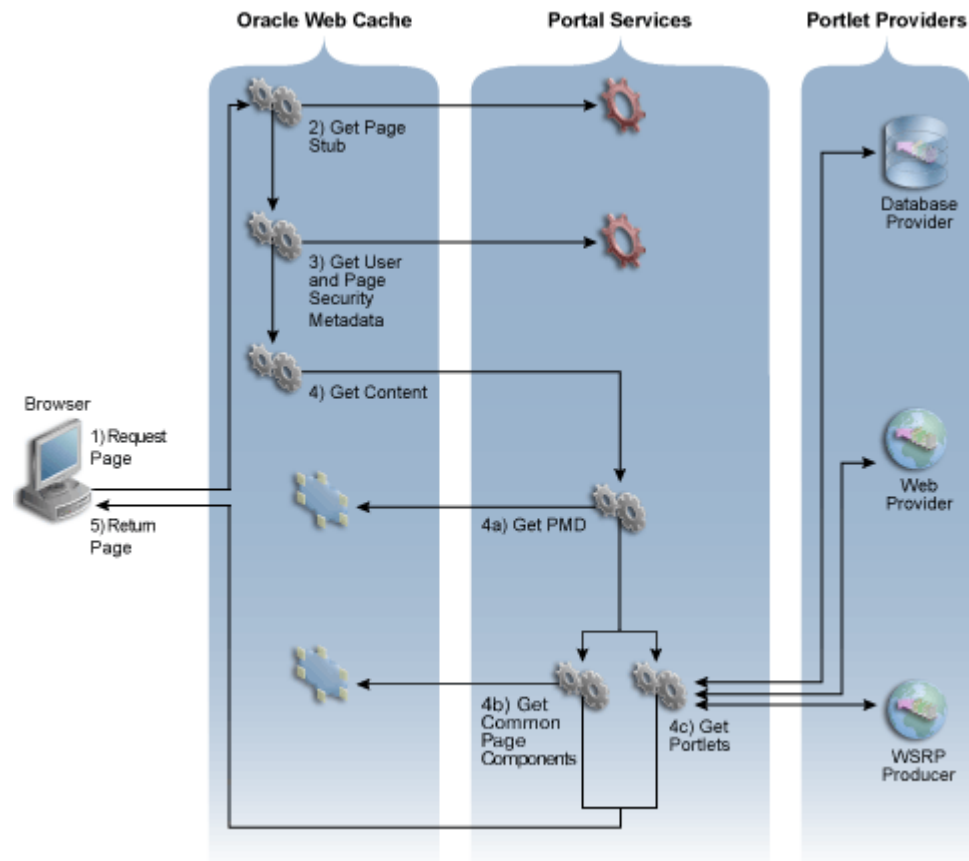 Oracle Web Cache
Portal Services
Portlet Providers
2) Get Page
Stub
Database
Provider
3) Get User
and Page
Security
Metadata
4) Get Content
Browser
1) Request
Page
5) Return
Page
4a) Get PMD
Web
Provider
4b) Get
Common
Page
Components
4c) Get
Portlets
WSRP
Producer